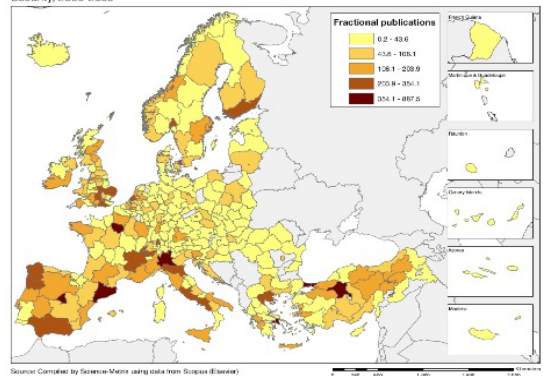 Fractional publications
0.2 - 43.6
43.6 - 106.1
106.1 - 203.9
203.9 - 354.1
354.1 - 887.5
French Guiana
Martinique & Guadeloupe
Réunion
Canary Islands
Azores
Madeira
Source: Compiled by Science-Metrix using data from Scopus (Elsevier)